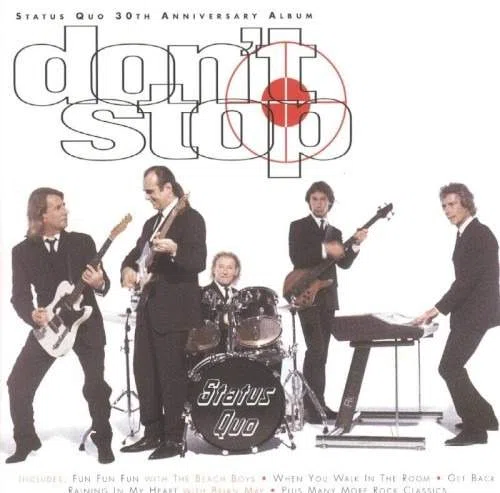 STATUS QUO 30TH ANNIVERSARY ALBUM
don't
stop
Status
Quo
INCLUDES: FUN FUN FUN WITH THE BEACH BOYS • WHEN YOU WALK IN THE ROOM • GET BACK
RAINING IN MY HEART WITH BRIAN MAY • PLUS MANY MORE ROCK CLASSICS